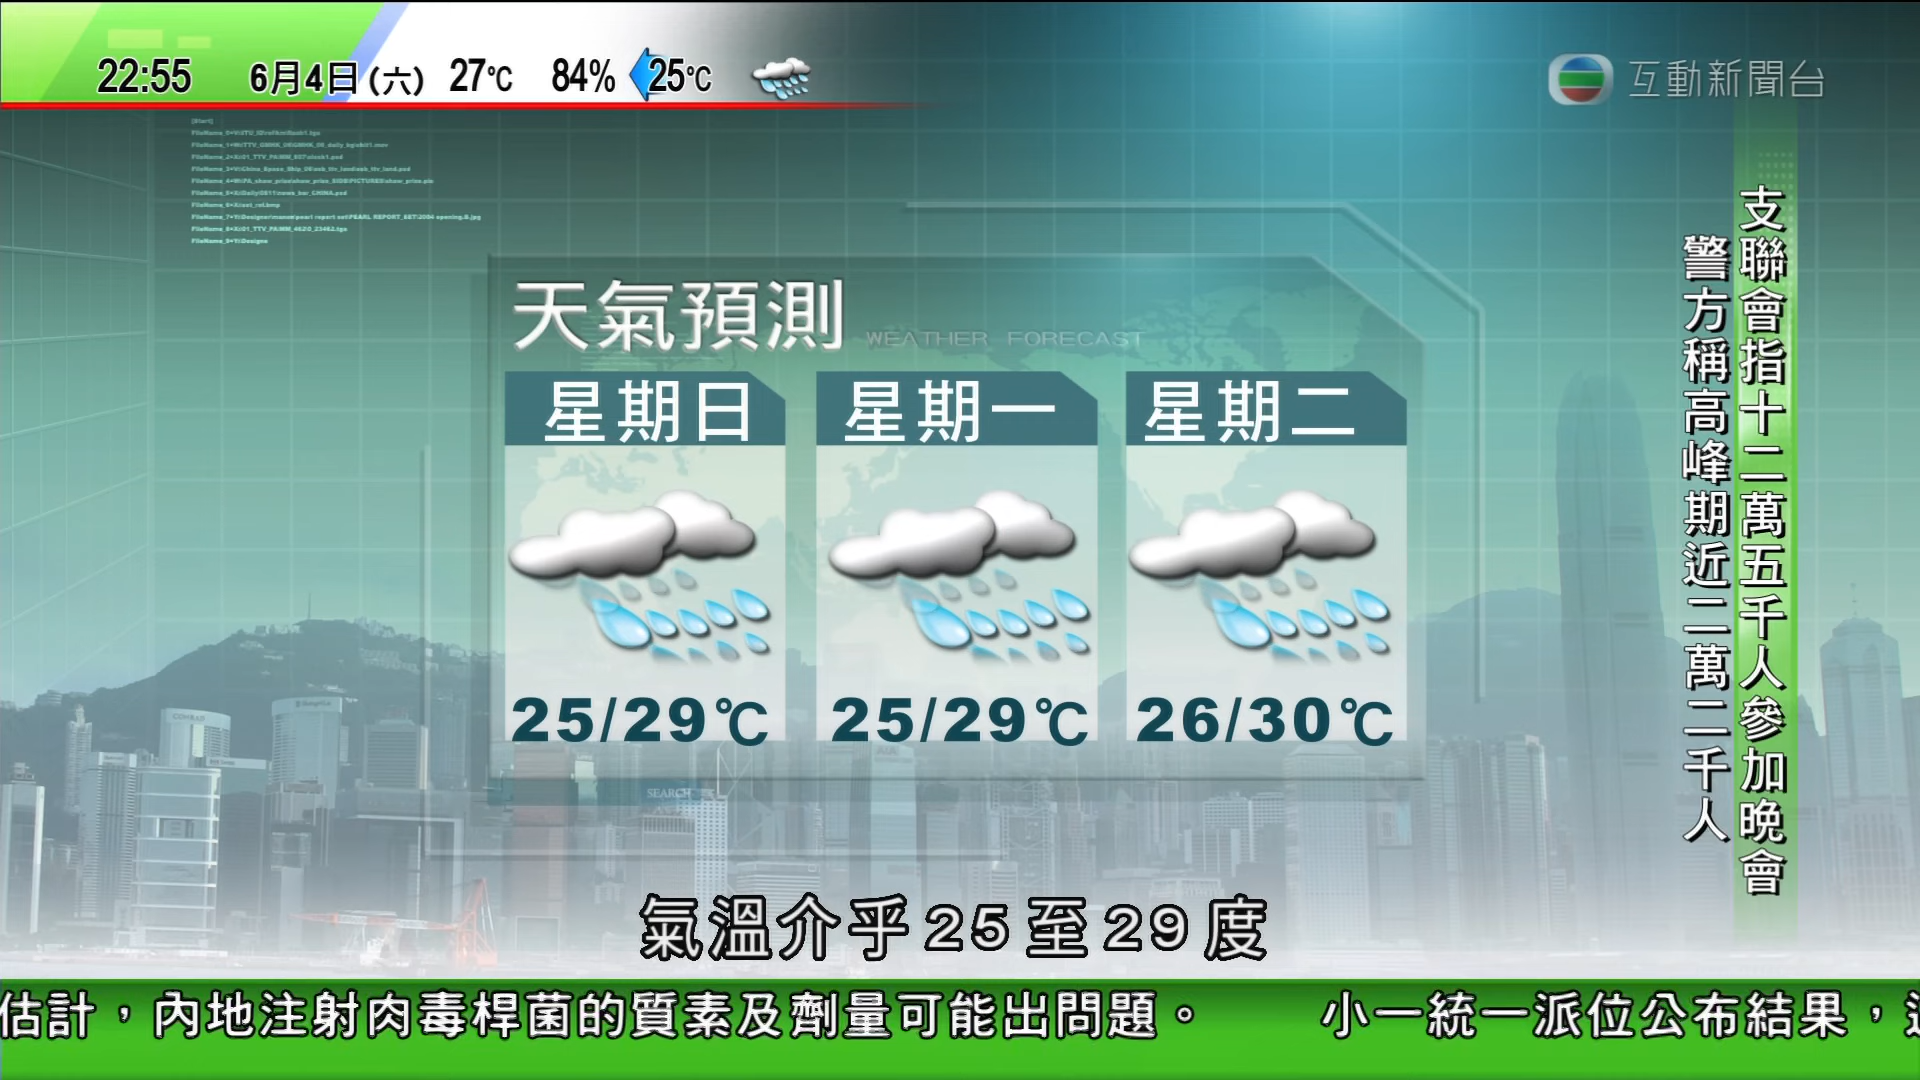 22:55 6月4日(六) 27℃ 84% 25℃
互動新聞台
[Start]
天氣預測 WEATHER FORECAST
星期日 星期一 星期二
25/29℃ 25/29℃ 26/30℃
支聯會指十二萬五千人參加晚會
警方稱高峰期近二萬二千人
CONRAD
氣溫介乎25至29度
估計，內地注射肉毒桿菌的質素及劑量可能出問題。 小一統一派位公布結果，